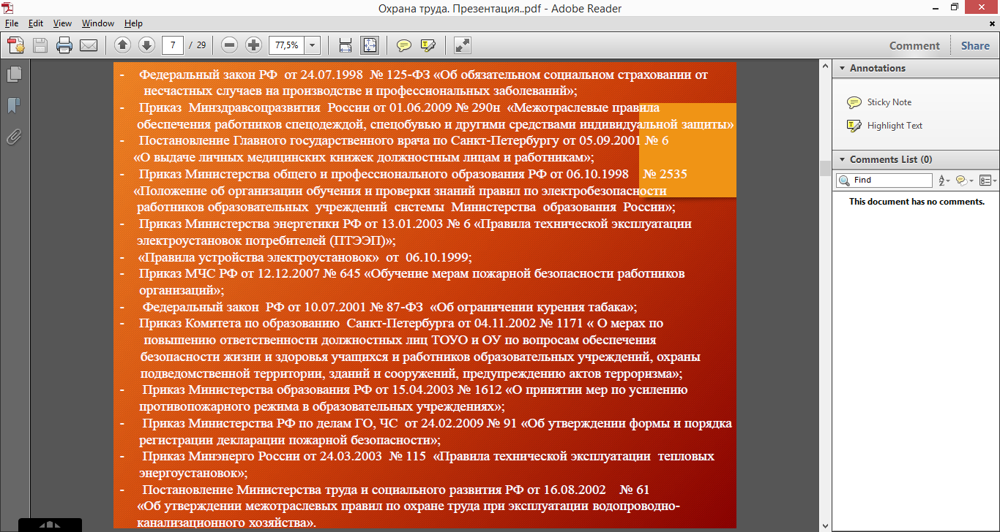 Охрана труда. Презентация..pdf - Adobe Reader
File Edit View Window Help
7 / 29 77,5% Comment Share
- Федеральный закон РФ от 24.07.1998 № 125-ФЗ «Об обязательном социальном страховании от
несчастных случаев на производстве и профессиональных заболеваний»;
- Приказ Минздравсоцразвития России от 01.06.2009 № 290н «Межотраслевые правила
обеспечения работников спецодеждой, спецобувью и другими средствами индивидуальной защиты»
- Постановление Главного государственного врача по Санкт-Петербургу от 05.09.2001 № 6
«О выдаче личных медицинских книжек должностным лицам и работникам»;
- Приказ Министерства общего и профессионального образования РФ от 06.10.1998 № 2535
«Положение об организации обучения и проверки знаний правил по электробезопасности
работников образовательных учреждений системы Министерства образования России»;
- Приказ Министерства энергетики РФ от 13.01.2003 № 6 «Правила технической эксплуатации
электроустановок потребителей (ПТЭЭП)»;
- «Правила устройства электроустановок» от 06.10.1999;
- Приказ МЧС РФ от 12.12.2007 № 645 «Обучение мерам пожарной безопасности работников
организаций»;
- Федеральный закон РФ от 10.07.2001 № 87-ФЗ «Об ограничении курения табака»;
- Приказ Комитета по образованию Санкт-Петербурга от 04.11.2002 № 1171 « О мерах по
повышению ответственности должностных лиц ТОУО и ОУ по вопросам обеспечения
безопасности жизни и здоровья учащихся и работников образовательных учреждений, охраны
подведомственной территории, зданий и сооружений, предупреждению актов терроризма»;
- Приказ Министерства образования РФ от 15.04.2003 № 1612 «О принятии мер по усилению
противопожарного режима в образовательных учреждениях»;
- Приказ Министерства РФ по делам ГО, ЧС от 24.02.2009 № 91 «Об утверждении формы и порядка
регистрации декларации пожарной безопасности»;
- Приказ Минэнерго России от 24.03.2003 № 115 «Правила технической эксплуатации тепловых
энергоустановок»;
- Постановление Министерства труда и социального развития РФ от 16.08.2002 № 61
«Об утверждении межотраслевых правил по охране труда при эксплуатации водопроводно-
канализационного хозяйства».
Annotations
Sticky Note
Highlight Text
Comments List (0)
Find
This document has no comments.